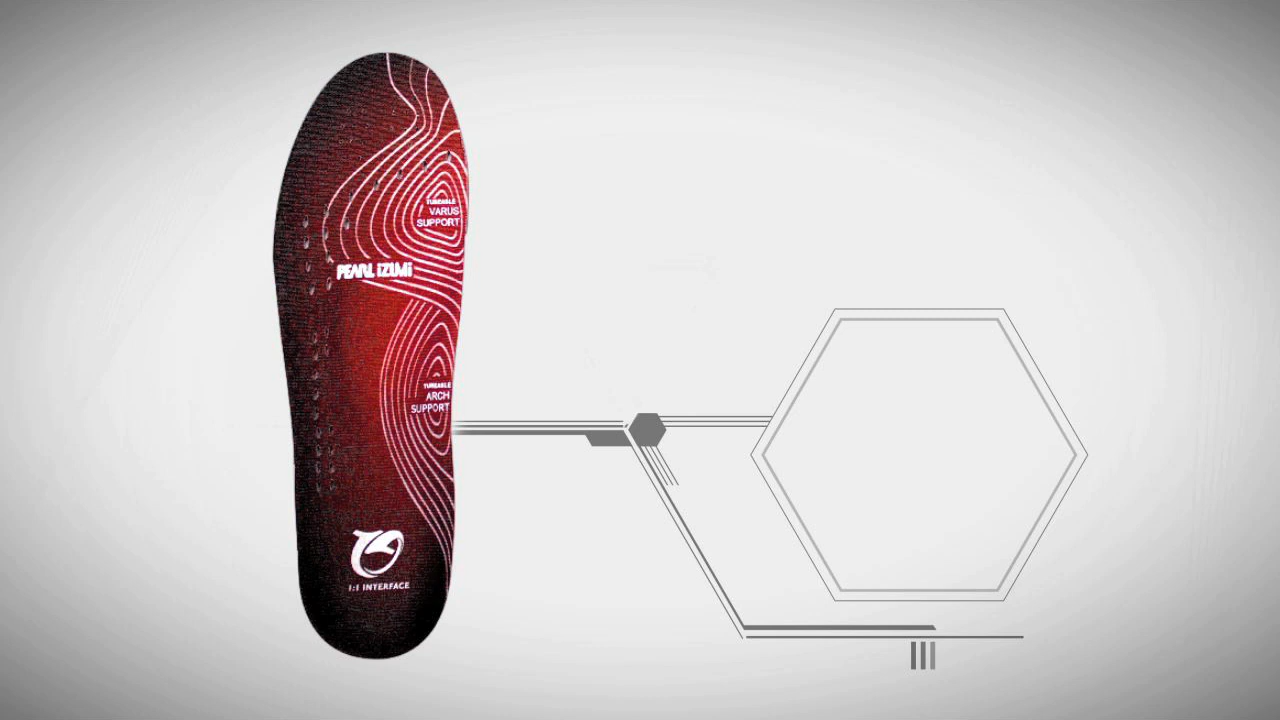 TUNEABLE
VARUS
SUPPORT
PEARL iZUMi
TUNEABLE
ARCH
SUPPORT
1:1 INTERFACE